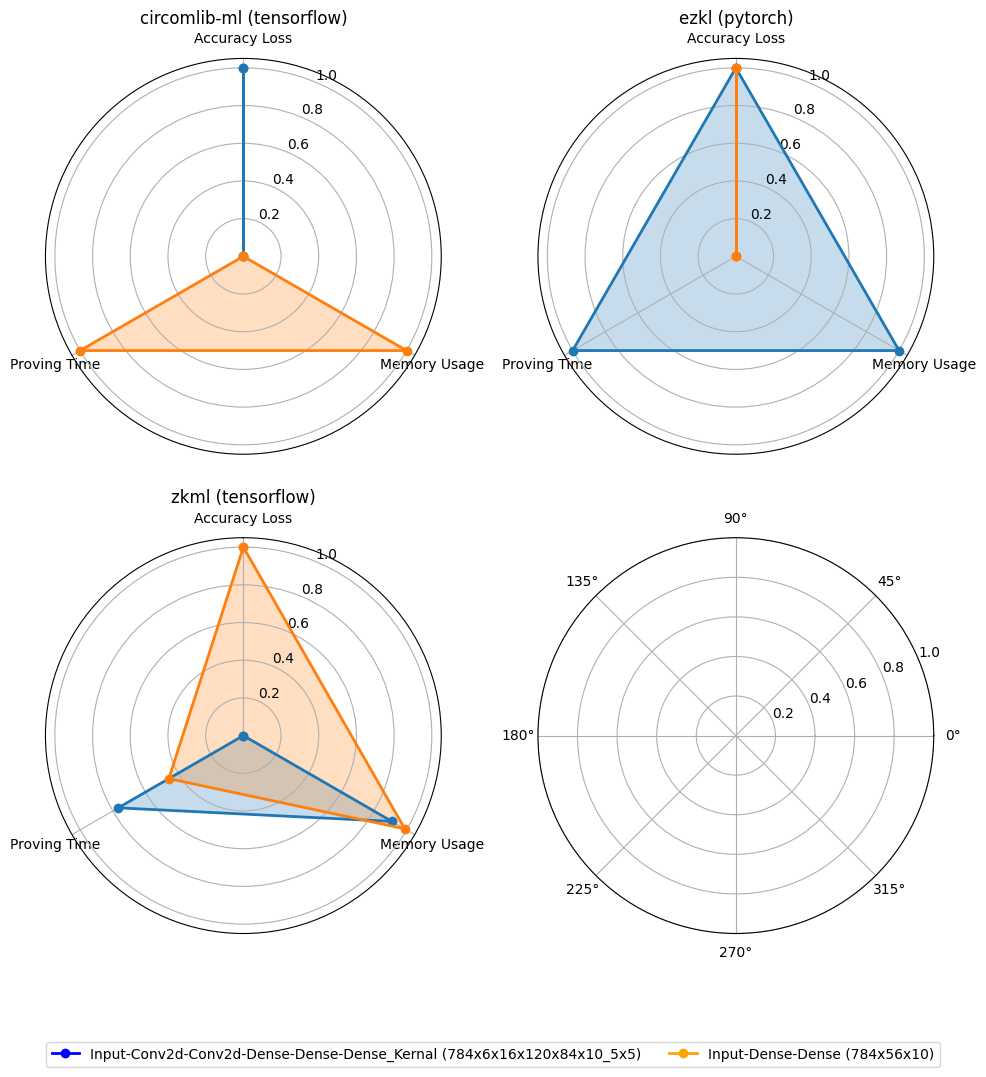 circomlib-ml (tensorflow)
Accuracy Loss
1.0
0.8
0.6
0.4
0.2
Proving Time
Memory Usage
ezkl (pytorch)
Accuracy Loss
1.0
0.8
0.6
0.4
0.2
Proving Time
Memory Usage
zkml (tensorflow)
Accuracy Loss
1.0
0.8
0.6
0.4
0.2
Proving Time
Memory Usage
90°
135°
45°
1.0
0.8
0.6
0.4
0.2
180°
0°
225°
315°
270°
Input-Conv2d-Conv2d-Dense-Dense-Dense_Kernal (784x6x16x120x84x10_5x5)
Input-Dense-Dense (784x56x10)